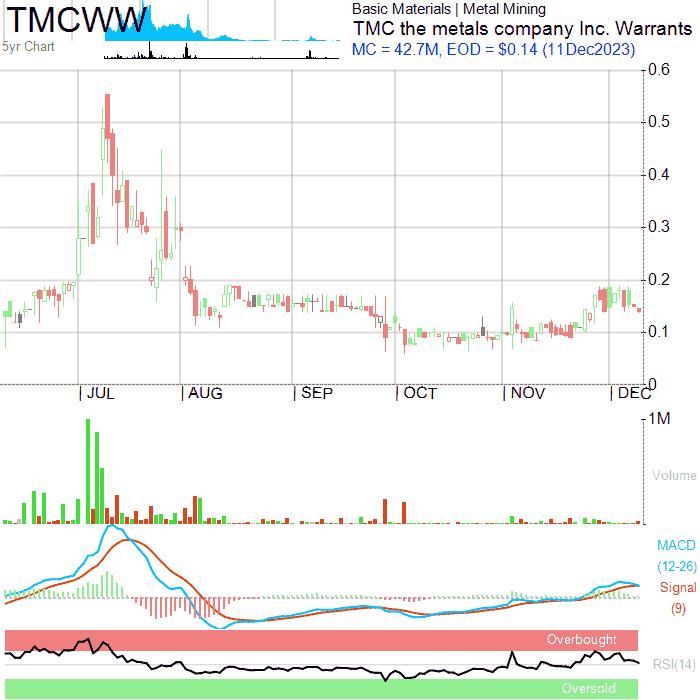 TMCWW
5yr Chart
Basic Materials | Metal Mining
TMC the metals company Inc. Warrants
MC = 42.7M, EOD = $0.14 (11Dec2023)
0.6
0.5
0.4
0.3
0.2
0.1
0
JUL AUG SEP OCT NOV DEC
1M
Volume
MACD
(12-26)
Signal
(9)
Overbought
RSI(14)
Oversold